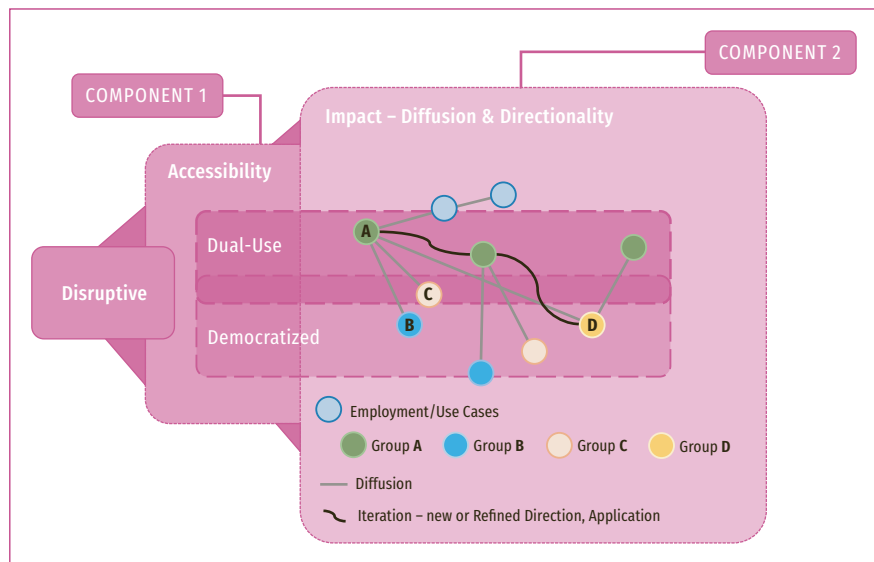 COMPONENT 2
COMPONENT 1
Impact – Diffusion & Directionality
Accessibility
Dual-Use
A
Disruptive
C
B
D
Democratized
Employment/Use Cases
Group A
Group B
Group C
Group D
Diffusion
Iteration – new or Refined Direction, Application